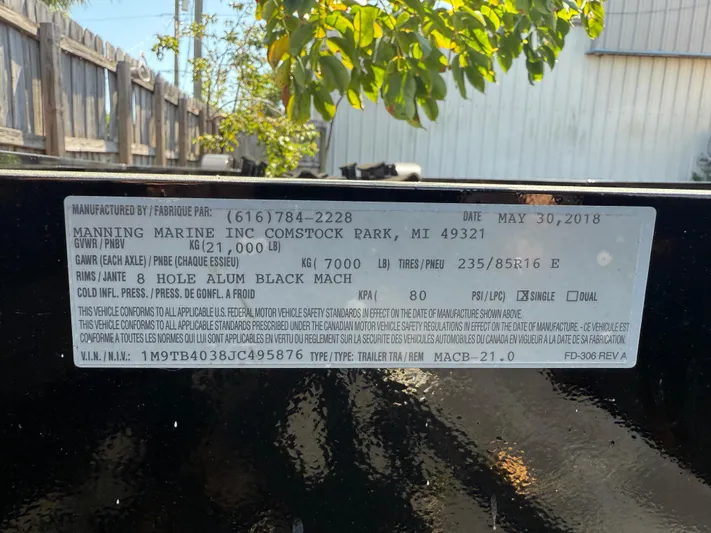 MANUFACTURED BY / FABRIQUE PAR: (616)784-2228 DATE MAY 30,2018
MANNING MARINE INC COMSTOCK PARK, MI 49321
GVWR / PNBV KG (21,000 LB)
GAWR (EACH AXLE) / PNBE (CHAQUE ESSIEU) KG ( 7000 LB) TIRES / PNEU 235/85R16 E
RIMS / JANTE 8 HOLE ALUM BLACK MACH
COLD INFL. PRESS. / PRESS. DE GONFL. A FROID KPA ( 80 PSI / LPC) ☒ SINGLE ☐ DUAL
THIS VEHICLE CONFORMS TO ALL APPLICABLE U.S. FEDERAL MOTOR VEHICLE SAFETY STANDARDS IN EFFECT ON THE DATE OF MANUFACTURE SHOWN ABOVE.
THIS VEHICLE CONFORMS TO ALL APPLICABLE STANDARDS PRESCRIBED UNDER THE CANADIAN MOTOR VEHICLE SAFETY REGULATIONS IN EFFECT ON THE DATE OF MANUFACTURE - CE VEHICULE EST
CONFORME A TOUTES LES NORMES QUI LUI SONT APPLICABLES EN VERTU DU REGLEMENT SUR LA SECURITE DES VEHICULES AUTOMOBILES DU CANADA EN VIGUEUR A LA DATE DE SA FABRICATION.
V.I.N. / N.I.V.: 1M9TB4038JC495876 TYPE / TYPE: TRAILER TRA / REM MACB-21.0 FD-306 REV A